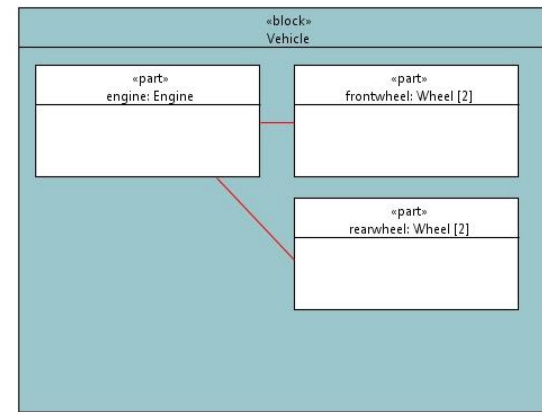 «block»
Vehicle
«part»
engine: Engine
«part»
frontwheel: Wheel [2]
«part»
rearwheel: Wheel [2]